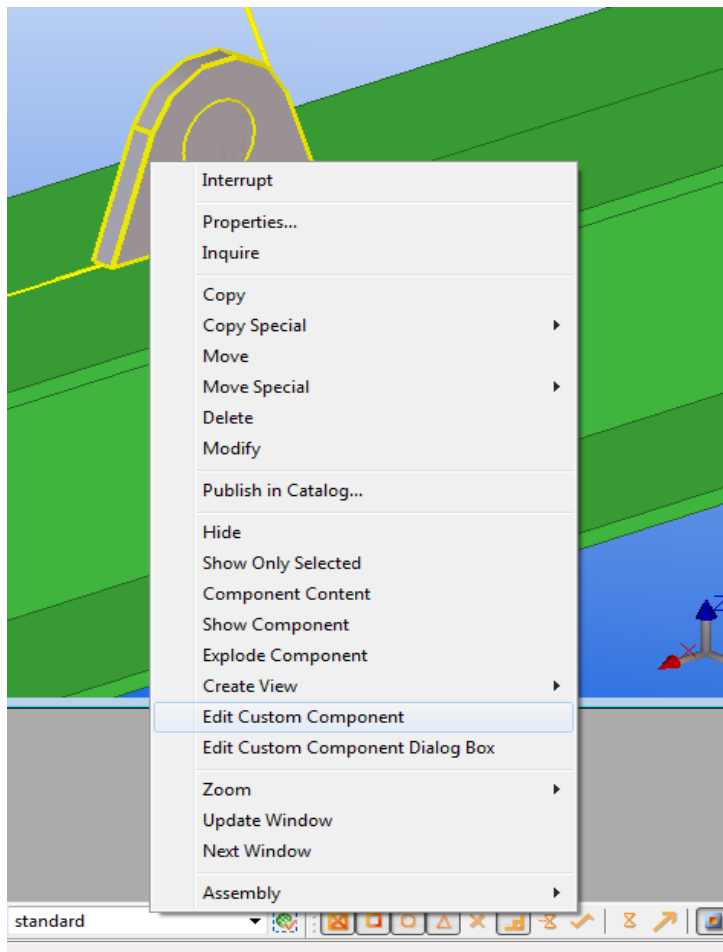 Interrupt
Properties...
Inquire
Copy
Copy Special
Move
Move Special
Delete
Modify
Publish in Catalog...
Hide
Show Only Selected
Component Content
Show Component
Explode Component
Create View
Edit Custom Component
Edit Custom Component Dialog Box
Zoom
Update Window
Next Window
Assembly
standard
Z
X